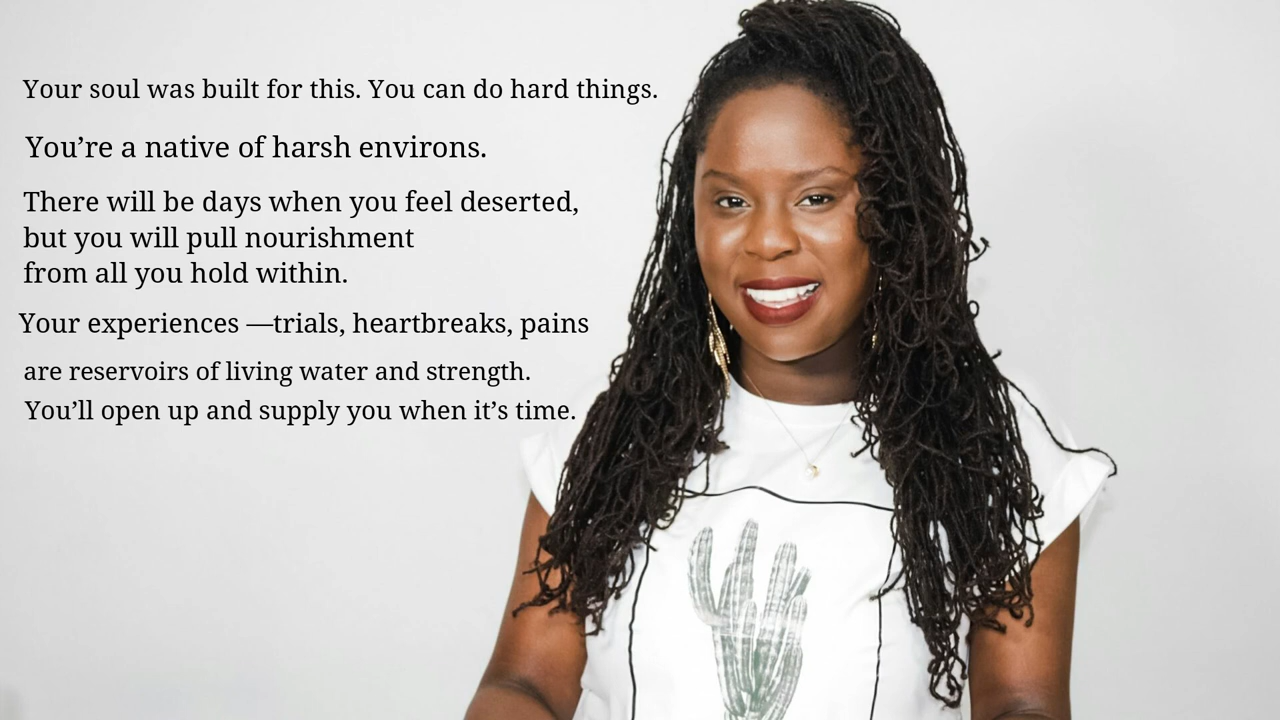 Your soul was built for this. You can do hard things.
You’re a native of harsh environs.
There will be days when you feel deserted,
but you will pull nourishment
from all you hold within.
Your experiences —trials, heartbreaks, pains
are reservoirs of living water and strength.
You’ll open up and supply you when it’s time.